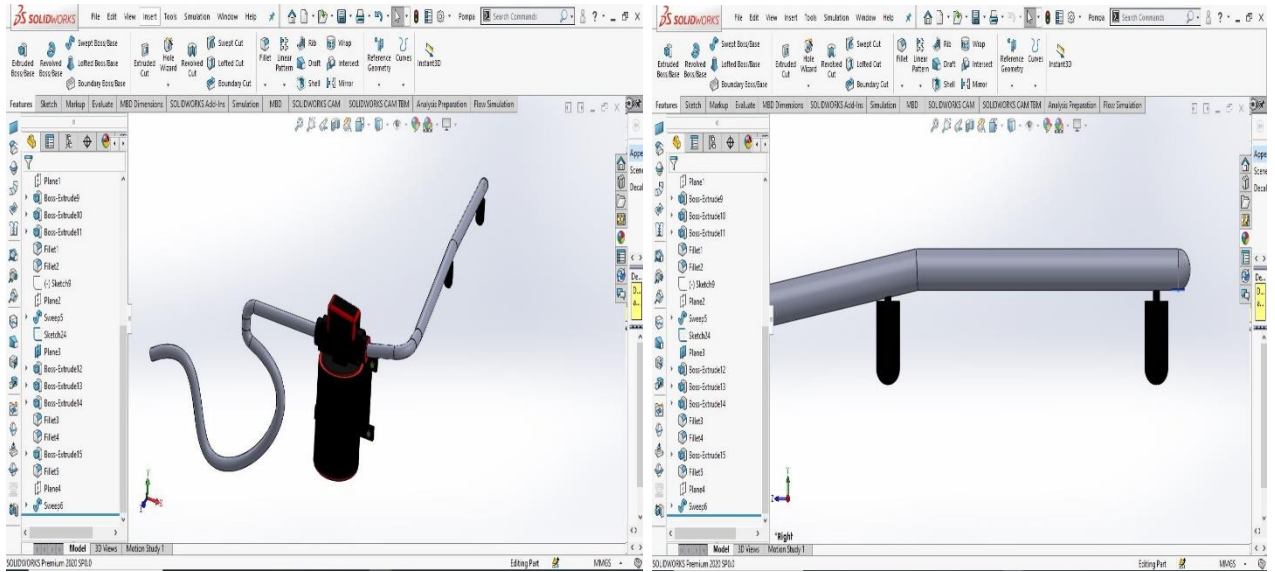 SOLIDWORKS File Edit View Insert Tools Simulation Window Help Pompa Search Commands
Extruded Boss/Base Revolved Boss/Base Swept Boss/Base Lofted Boss/Base Boundary Boss/Base Extruded Cut Hole Wizard Revolved Cut Swept Cut Lofted Cut Boundary Cut Fillet Linear Pattern Rib Draft Shell Wrap Intersect Mirror Reference Geometry Curves Instant3D
Features Sketch Markup Evaluate MBD Dimensions SOLIDWORKS Add-Ins Simulation MBD SOLIDWORKS CAM SOLIDWORKS CAM TBM Analysis Preparation Flow Simulation
Appe
Scene
Decal
Plane1
Boss-Extrude9
Boss-Extrude10
Boss-Extrude11
Fillet1
Fillet2
(-) Sketch9
Plane2
Sweep5
Sketch24
Plane3
Boss-Extrude12
Boss-Extrude13
Boss-Extrude14
Fillet3
Fillet4
Boss-Extrude15
Fillet5
Plane4
Sweep6
De...
D...
a...
Model 3D Views Motion Study 1
SOLIDWORKS Premium 2020 SP0.0 Editing Part MMGS
SOLIDWORKS File Edit View Insert Tools Simulation Window Help Pompa Search Commands
Extruded Boss/Base Revolved Boss/Base Swept Boss/Base Lofted Boss/Base Boundary Boss/Base Extruded Cut Hole Wizard Revolved Cut Swept Cut Lofted Cut Boundary Cut Fillet Linear Pattern Rib Draft Shell Wrap Intersect Mirror Reference Geometry Curves Instant3D
Features Sketch Markup Evaluate MBD Dimensions SOLIDWORKS Add-Ins Simulation MBD SOLIDWORKS CAM SOLIDWORKS CAM TBM Analysis Preparation Flow Simulation
Appe
Scene
Decal
Plane1
Boss-Extrude9
Boss-Extrude10
Boss-Extrude11
Fillet1
Fillet2
(-) Sketch9
Plane2
Sweep5
Sketch24
Plane3
Boss-Extrude12
Boss-Extrude13
Boss-Extrude14
Fillet3
Fillet4
Boss-Extrude15
Fillet5
Plane4
Sweep6
De...
D...
a...
*Right
Model 3D Views Motion Study 1
SOLIDWORKS Premium 2020 SP0.0 Editing Part MMGS